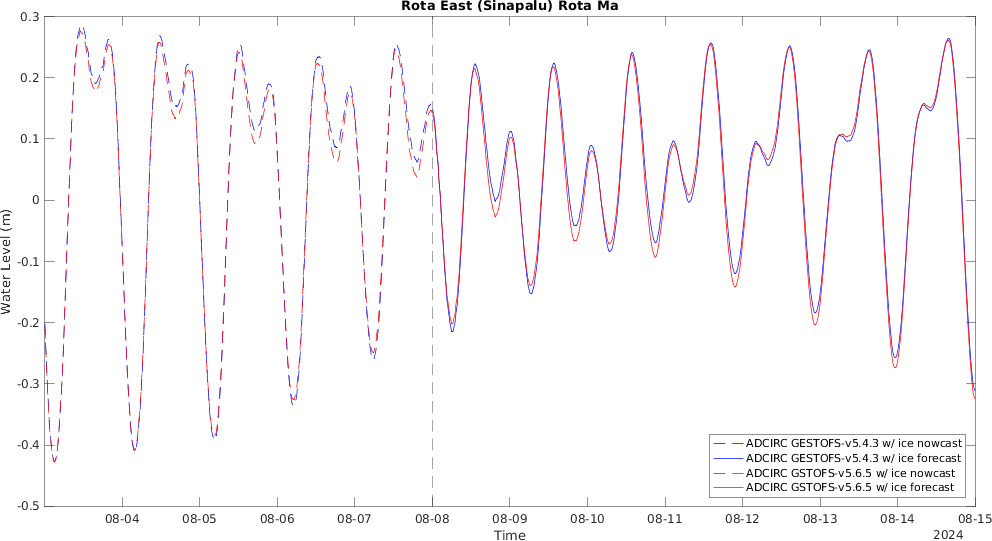 Rota East (Sinapalu) Rota Ma
0.3
0.2
0.1
0
-0.1
-0.2
-0.3
-0.4
-0.5
Water Level (m)
ADCIRC GESTOFS-v5.4.3 w/ ice nowcast
ADCIRC GESTOFS-v5.4.3 w/ ice forecast
ADCIRC GSTOFS-v5.6.5 w/ ice nowcast
ADCIRC GSTOFS-v5.6.5 w/ ice forecast
08-04 08-05 08-06 08-07 08-08 08-09 08-10 08-11 08-12 08-13 08-14 08-15
Time
2024